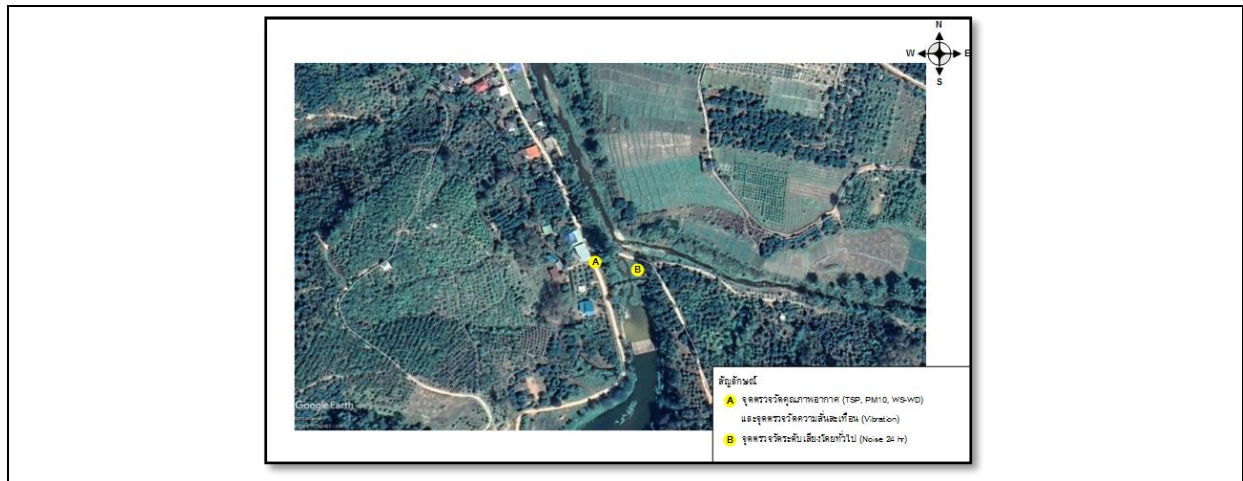 N
W E
S
Google Earth
สัญลักษณ์
A จุดตรวจวัดคุณภาพอากาศ (TSP, PM10, WS-WD)
และจุดตรวจวัดความสั่นสะเทือน (Vibration)
B จุดตรวจวัดระดับเสียงโดยทั่วไป (Noise 24 hr)
A
B